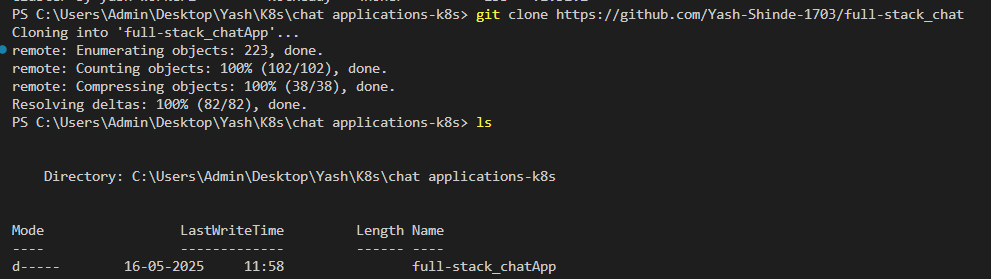 PS C:\Users\Admin\Desktop\Yash\K8s\chat applications-k8s> git clone https://github.com/Yash-Shinde-1703/full-stack_chat
Cloning into 'full-stack_chatApp'...
remote: Enumerating objects: 223, done.
remote: Counting objects: 100% (102/102), done.
remote: Compressing objects: 100% (38/38), done.
Resolving deltas: 100% (82/82), done.
PS C:\Users\Admin\Desktop\Yash\K8s\chat applications-k8s> ls
Directory: C:\Users\Admin\Desktop\Yash\K8s\chat applications-k8s
Mode LastWriteTime Length Name
---- ------------- ------ ----
d----- 16-05-2025 11:58 full-stack_chatApp